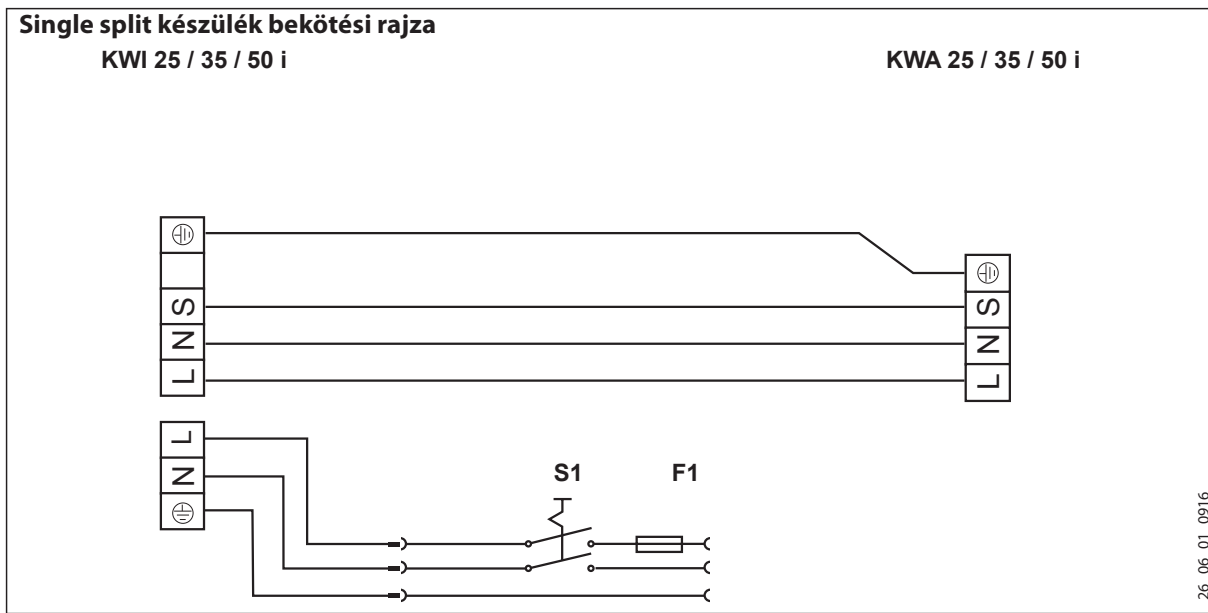 Single split készülék bekötési rajza
KWI 25 / 35 / 50 i
KWA 25 / 35 / 50 i
S
N
L
S
N
L
L
N
S1
F1
26 06 01 0916